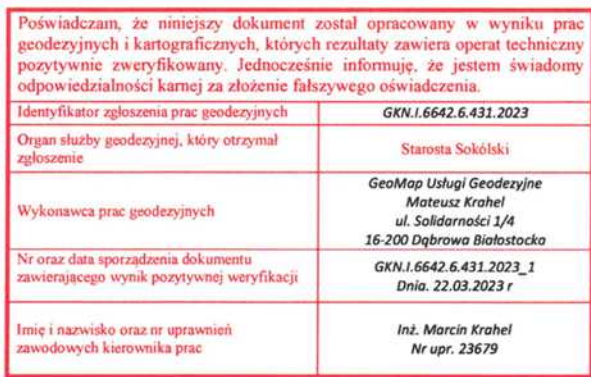 Poświadczam, że niniejszy dokument został opracowany w wyniku prac
geodezyjnych i kartograficznych, których rezultaty zawiera operat techniczny
pozytywnie zweryfikowany. Jednocześnie informuję, że jestem świadomy
odpowiedzialności karnej za złożenie fałszywego oświadczenia.
Identyfikator zgłoszenia prac geodezyjnych
GKN.I.6642.6.431.2023
Organ służby geodezyjnej, który otrzymał
zgłoszenie
Starosta Sokólski
Wykonawca prac geodezyjnych
GeoMap Usługi Geodezyjne
Mateusz Krahel
ul. Solidarności 1/4
16-200 Dąbrowa Białostocka
Nr oraz data sporządzenia dokumentu
zawierającego wynik pozytywnej weryfikacji
GKN.I.6642.6.431.2023_1
Dnia. 22.03.2023 r
Imię i nazwisko oraz nr uprawnień
zawodowych kierownika prac
Inż. Marcin Krahel
Nr upr. 23679